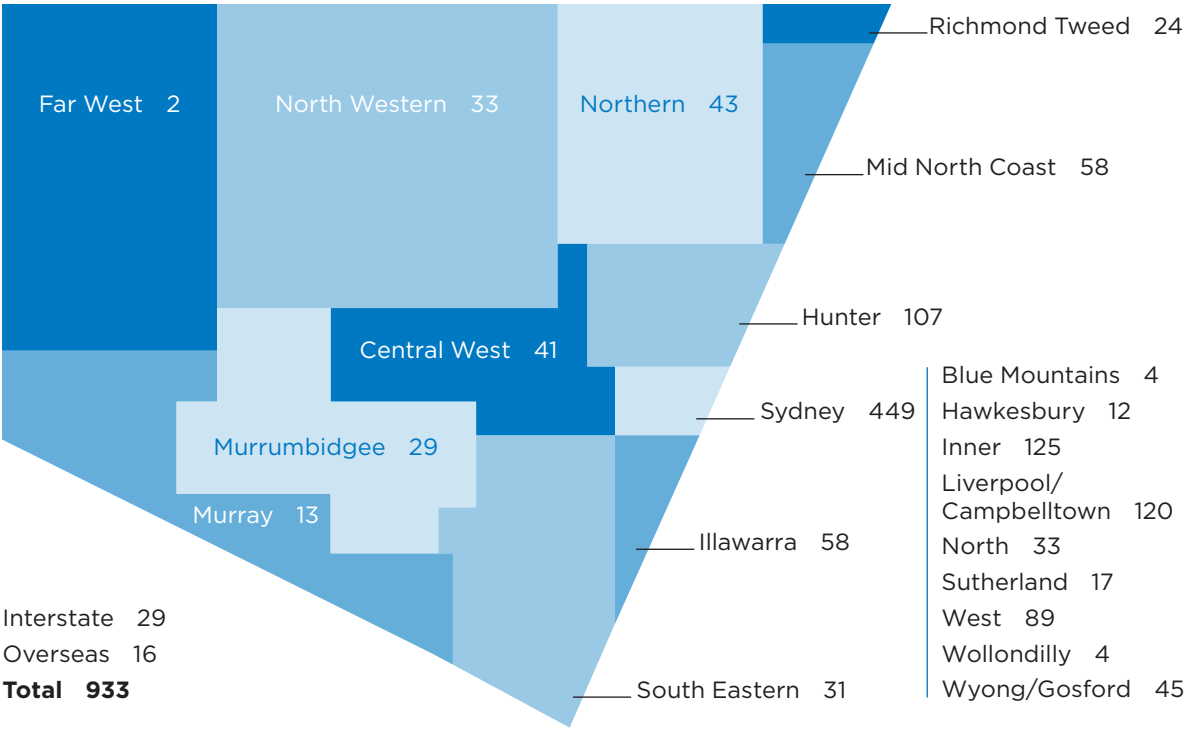 Richmond Tweed 24
Far West 2
North Western 33
Northern 43
Mid North Coast 58
Hunter 107
Central West 41
Sydney 449
Blue Mountains 4
Hawkesbury 12
Inner 125
Liverpool/
Campbelltown 120
North 33
Sutherland 17
West 89
Wollondilly 4
Wyong/Gosford 45
Murrumbidgee 29
Murray 13
Illawarra 58
South Eastern 31
Interstate 29
Overseas 16
Total 933